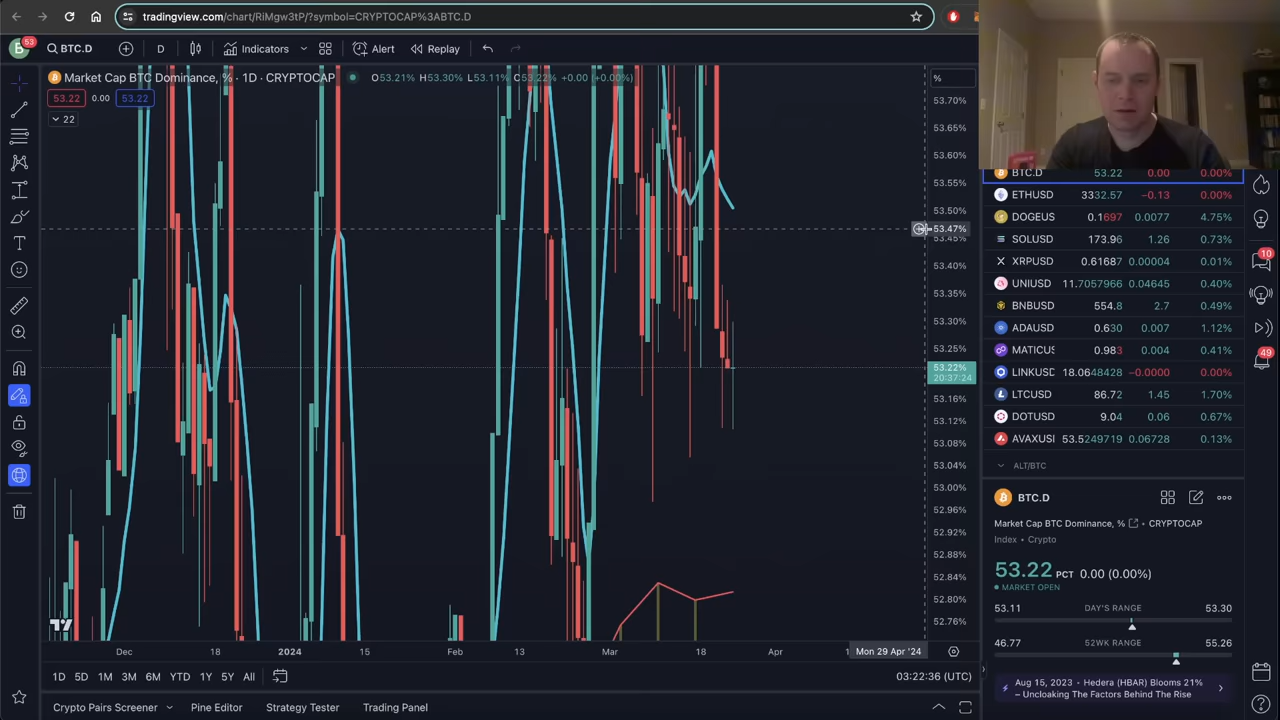 tradingview.com/chart/RiMgw3tP/?symbol=CRYPTOCAP%3ABTC.D
B 53 BTC.D D Indicators Alert Replay
Market Cap BTC Dominance, % · 1D · CRYPTOCAP O53.21% H53.30% L53.11% C53.22% +0.00 (+0.00%)
53.22 0.00 53.22
22
%
53.70%
53.65%
53.60%
53.55%
53.50%
53.47%
53.45%
53.40%
53.35%
53.30%
53.25%
53.22%
20:37:24
53.16%
53.12%
53.08%
53.04%
53.00%
52.96%
52.92%
52.88%
52.84%
52.80%
52.76%
Dec 18 2024 15 Feb 13 Mar 18 Apr Mon 29 Apr '24
1D 5D 1M 3M 6M YTD 1Y 5Y All 03:22:36 (UTC)
Crypto Pairs Screener Pine Editor Strategy Tester Trading Panel
BTC.D 53.22 0.00 0.00%
ETHUSD 3332.57 −0.13 0.00%
DOGEUS 0.1697 0.0077 4.75%
SOLUSD 173.96 1.26 0.73%
XRPUSD 0.61687 0.00004 0.01%
UNIUSD 11.7057966 0.04645 0.40%
BNBUSD 554.8 2.7 0.49%
ADAUSD 0.630 0.007 1.12%
MATICUS 0.983 0.004 0.41%
LINKUSD 18.0648428 −0.0000 0.00%
LTCUSD 86.72 1.45 1.70%
DOTUSD 9.04 0.06 0.67%
AVAXUSI 53.5249719 0.06728 0.13%
ALT/BTC
BTC.D
Market Cap BTC Dominance, % · CRYPTOCAP
Index · Crypto
53.22 PCT 0.00 (0.00%)
MARKET OPEN
53.11 DAY'S RANGE 53.30
46.77 52WK RANGE 55.26
Aug 15, 2023 · Hedera (HBAR) Blooms 21%
– Uncloaking The Factors Behind The Rise
10
49